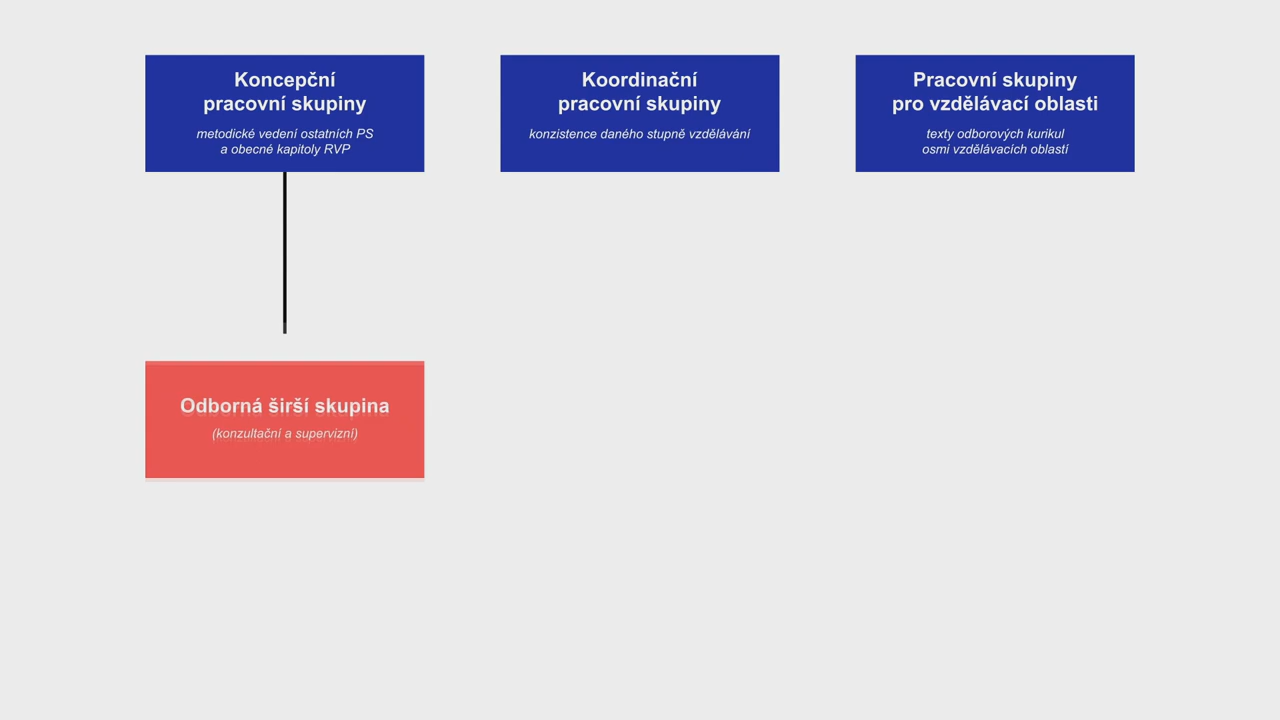 Koncepční
pracovní skupiny
metodické vedení ostatních PS
a obecné kapitoly RVP
Koordinační
pracovní skupiny
konzistence daného stupně vzdělávání
Pracovní skupiny
pro vzdělávací oblasti
texty odborových kurikul
osmi vzdělávacích oblastí
Odborná širší skupina
(konzultační a supervizní)